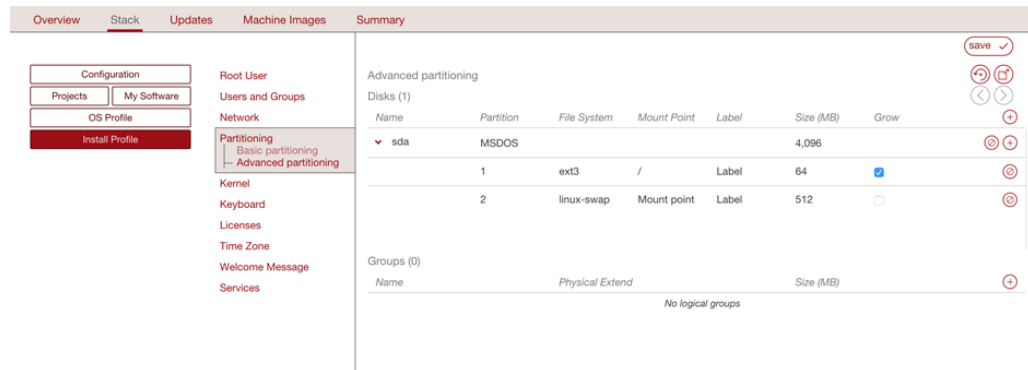 Overview Stack Updates Machine Images Summary
save
Configuration
Projects My Software
OS Profile
Install Profile
Root User
Users and Groups
Network
Partitioning
Basic partitioning
Advanced partitioning
Kernel
Keyboard
Licenses
Time Zone
Welcome Message
Services
Advanced partitioning
Disks (1)
Name Partition File System Mount Point Label Size (MB) Grow
sda MSDOS 4,096
1 ext3 / Label 64
2 linux-swap Mount point Label 512
Groups (0)
Name Physical Extend Size (MB)
No logical groups